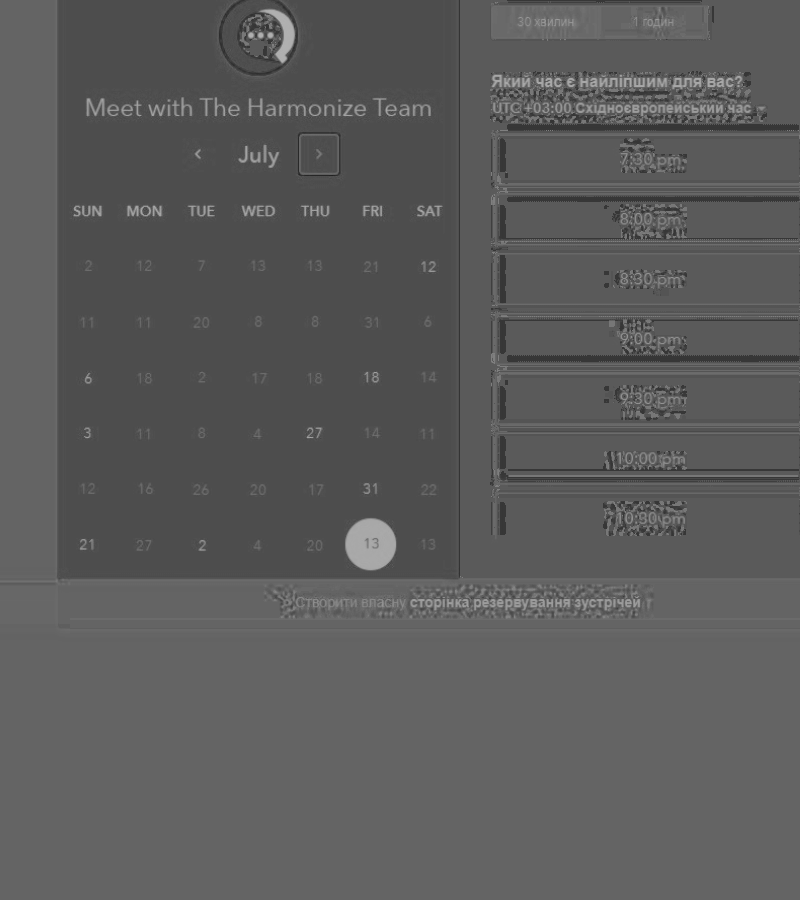 Meet with The Harmonize Team
July
SUN MON TUE WED THU FRI SAT
2 12 7 13 13 21 12
11 11 20 8 8 31 6
6 18 2 17 18 18 14
3 11 8 4 27 14 11
12 16 26 20 17 31 22
21 27 2 4 20 13 13
30 хвилин 1 годин
Який час є найліпшим для вас?
UTC +03:00 Східноєвропейський час
7:30 pm
8:00 pm
8:30 pm
9:00 pm
9:30 pm
10:00 pm
10:30 pm
Створити власну сторінка резервування зустрічей